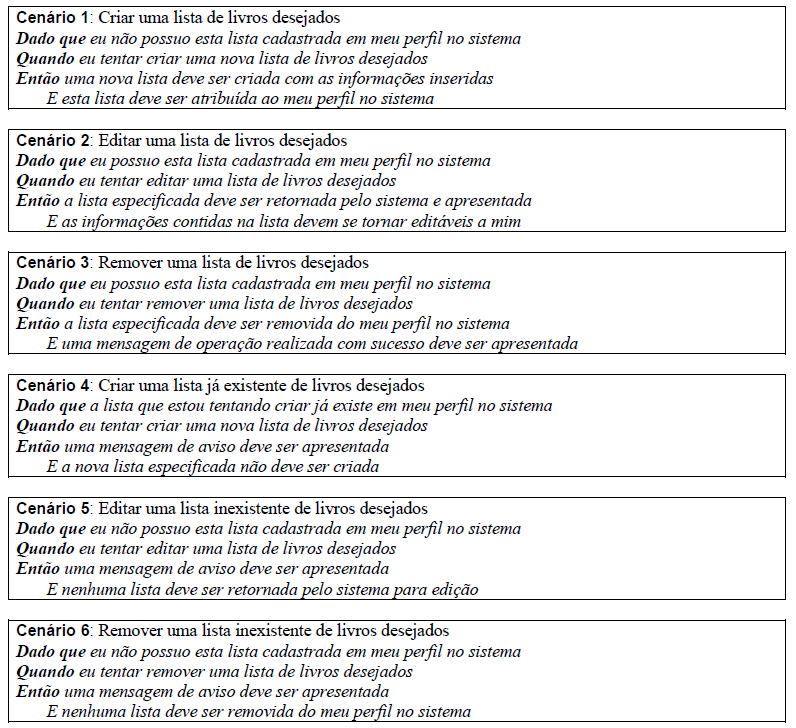 Cenário 1: Criar uma lista de livros desejados
Dado que eu não possuo esta lista cadastrada em meu perfil no sistema
Quando eu tentar criar uma nova lista de livros desejados
Então uma nova lista deve ser criada com as informações inseridas
E esta lista deve ser atribuída ao meu perfil no sistema
Cenário 2: Editar uma lista de livros desejados
Dado que eu possuo esta lista cadastrada em meu perfil no sistema
Quando eu tentar editar uma lista de livros desejados
Então a lista especificada deve ser retornada pelo sistema e apresentada
E as informações contidas na lista devem se tornar editáveis a mim
Cenário 3: Remover uma lista de livros desejados
Dado que eu possuo esta lista cadastrada em meu perfil no sistema
Quando eu tentar remover uma lista de livros desejados
Então a lista especificada deve ser removida do meu perfil no sistema
E uma mensagem de operação realizada com sucesso deve ser apresentada
Cenário 4: Criar uma lista já existente de livros desejados
Dado que a lista que estou tentando criar já existe em meu perfil no sistema
Quando eu tentar criar uma nova lista de livros desejados
Então uma mensagem de aviso deve ser apresentada
E a nova lista especificada não deve ser criada
Cenário 5: Editar uma lista inexistente de livros desejados
Dado que eu não possuo esta lista cadastrada em meu perfil no sistema
Quando eu tentar editar uma lista de livros desejados
Então uma mensagem de aviso deve ser apresentada
E nenhuma lista deve ser retornada pelo sistema para edição
Cenário 6: Remover uma lista inexistente de livros desejados
Dado que eu não possuo esta lista cadastrada em meu perfil no sistema
Quando eu tentar remover uma lista de livros desejados
Então uma mensagem de aviso deve ser apresentada
E nenhuma lista deve ser removida do meu perfil no sistema